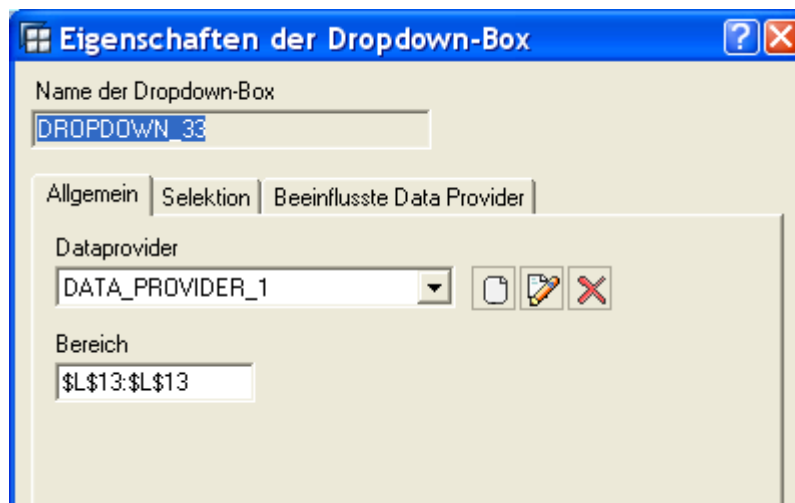 Eigenschaften der Dropdown-Box
Name der Dropdown-Box
DROPDOWN_33
Allgemein Selektion Beeinflusste Data Provider
Dataprovider
DATA_PROVIDER_1
Bereich
$L$13:$L$13